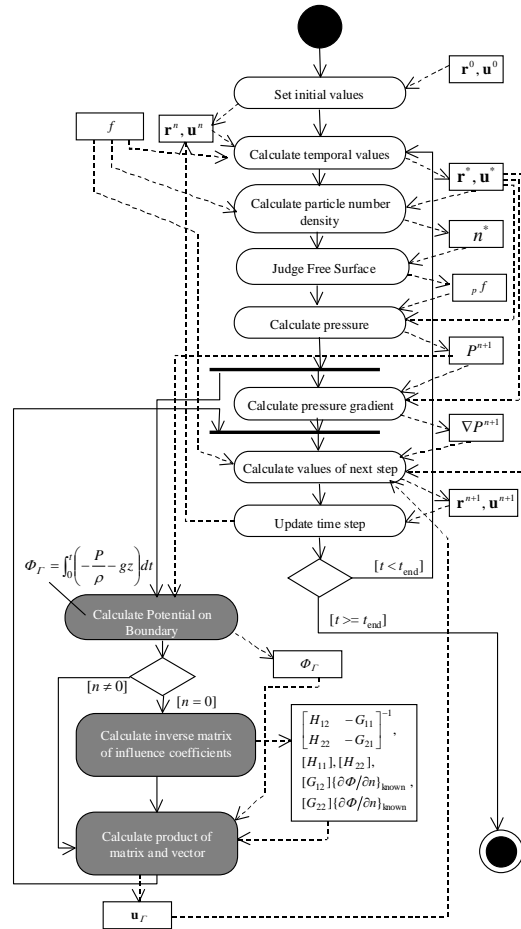 r⁰, u⁰
Set initial values
f
rⁿ, uⁿ
Calculate temporal values
r*, u*
Calculate particle number
density
n*
Judge Free Surface
p f
Calculate pressure
Pⁿ⁺¹
Calculate pressure gradient
∇Pⁿ⁺¹
Calculate values of next step
rⁿ⁺¹, uⁿ⁺¹
Update time step
[t < t_end]
Φ_Γ = ∫₀ᵗ(−P/ρ − gz)dt
[t >= t_end]
Calculate Potential on
Boundary
Φ_Γ
[n ≠ 0]
[n = 0]
Calculate inverse matrix
of influence coefficients
[H₁₂ −G₁₁
H₂₂ −G₂₁]⁻¹,
[H₁₁], [H₂₂],
[G₁₂]{∂Φ/∂n}_known,
[G₂₂]{∂Φ/∂n}_known
Calculate product of
matrix and vector
u_Γ